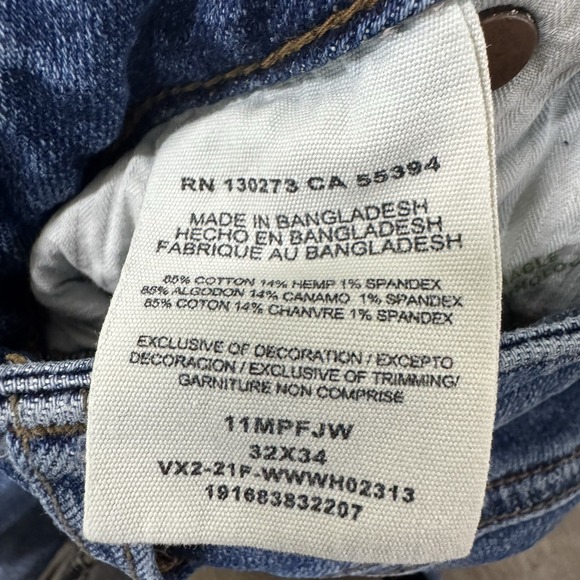 RN 130273 CA 55394
MADE IN BANGLADESH
HECHO EN BANGLADESH
FABRIQUE AU BANGLADESH
85% COTTON 14% HEMP 1% SPANDEX
85% ALGODON 14% CANAMO 1% SPANDEX
85% COTON 14% CHANVRE 1% SPANDEX
EXCLUSIVE OF DECORATION / EXCEPTO
DECORACION / EXCLUSIVE OF TRIMMING/
GARNITURE NON COMPRISE
11MPFJW
32X34
VX2-21F-WWWH02313
191683832207